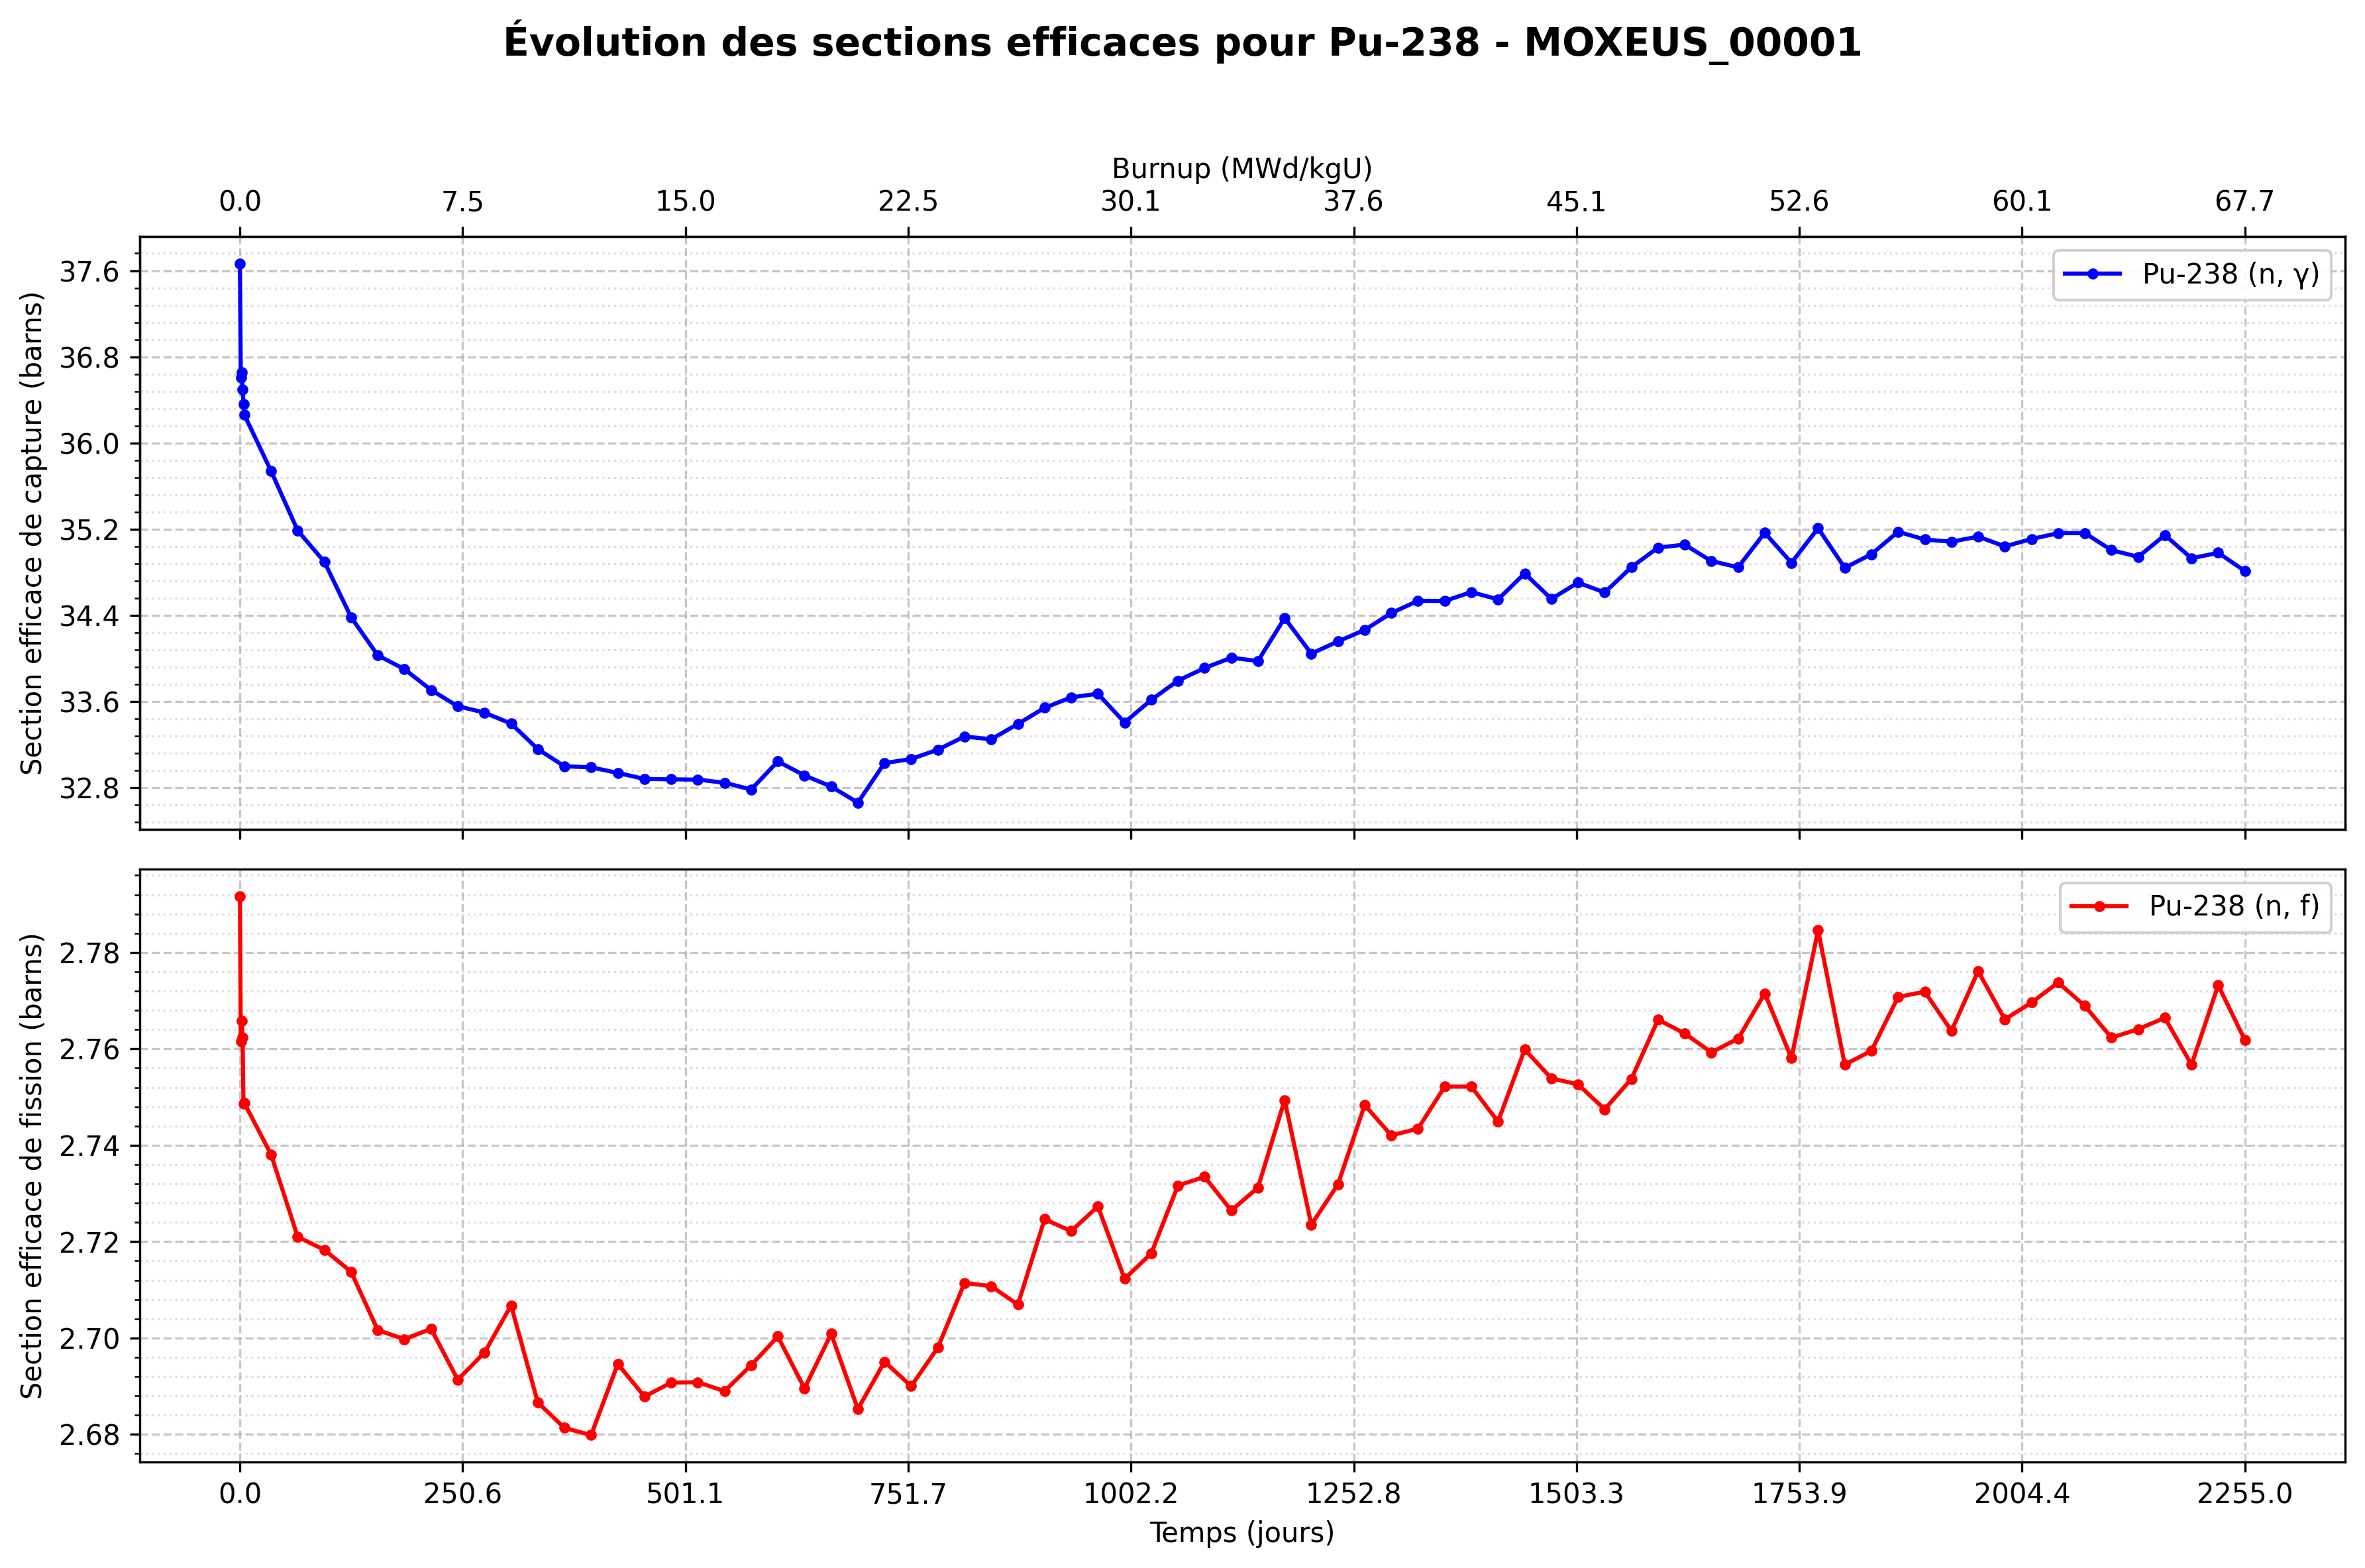 Évolution des sections efficaces pour Pu-238 - MOXEUS_00001
Burnup (MWd/kgU)
0.0 7.5 15.0 22.5 30.1 37.6 45.1 52.6 60.1 67.7
Section efficace de capture (barns)
37.6
36.8
36.0
35.2
34.4
33.6
32.8
Pu-238 (n, γ)
Section efficace de fission (barns)
2.78
2.76
2.74
2.72
2.70
2.68
Pu-238 (n, f)
0.0 250.6 501.1 751.7 1002.2 1252.8 1503.3 1753.9 2004.4 2255.0
Temps (jours)